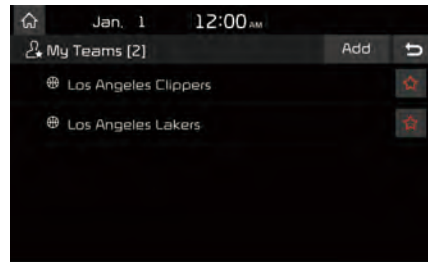 Jan. 1 12:00 AM
My Teams [2] Add
Los Angeles Clippers
Los Angeles Lakers